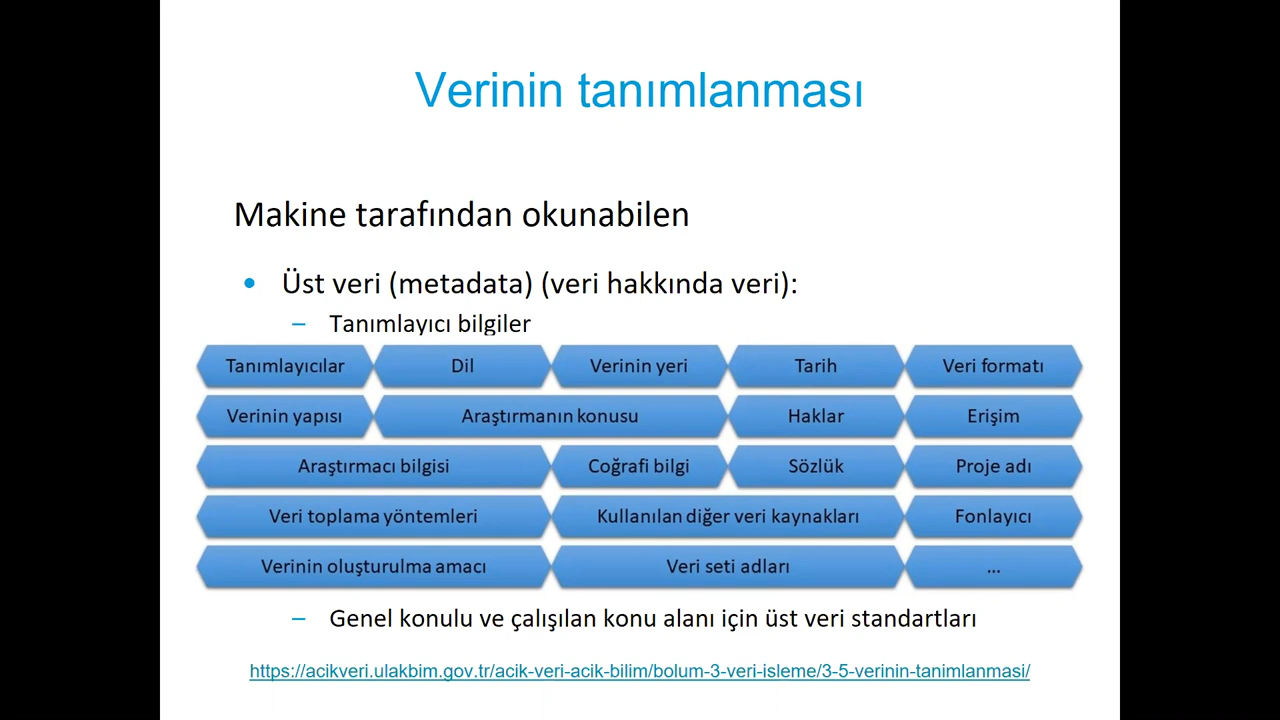 Verinin tanımlanması
Makine tarafından okunabilen
• Üst veri (metadata) (veri hakkında veri):
– Tanımlayıcı bilgiler
Tanımlayıcılar Dil Verinin yeri Tarih Veri formatı
Verinin yapısı Araştırmanın konusu Haklar Erişim
Araştırmacı bilgisi Coğrafi bilgi Sözlük Proje adı
Veri toplama yöntemleri Kullanılan diğer veri kaynakları Fonlayıcı
Verinin oluşturulma amacı Veri seti adları ...
– Genel konulu ve çalışılan konu alanı için üst veri standartları
https://acikveri.ulakbim.gov.tr/acik-veri-acik-bilim/bolum-3-veri-isleme/3-5-verinin-tanimlanmasi/